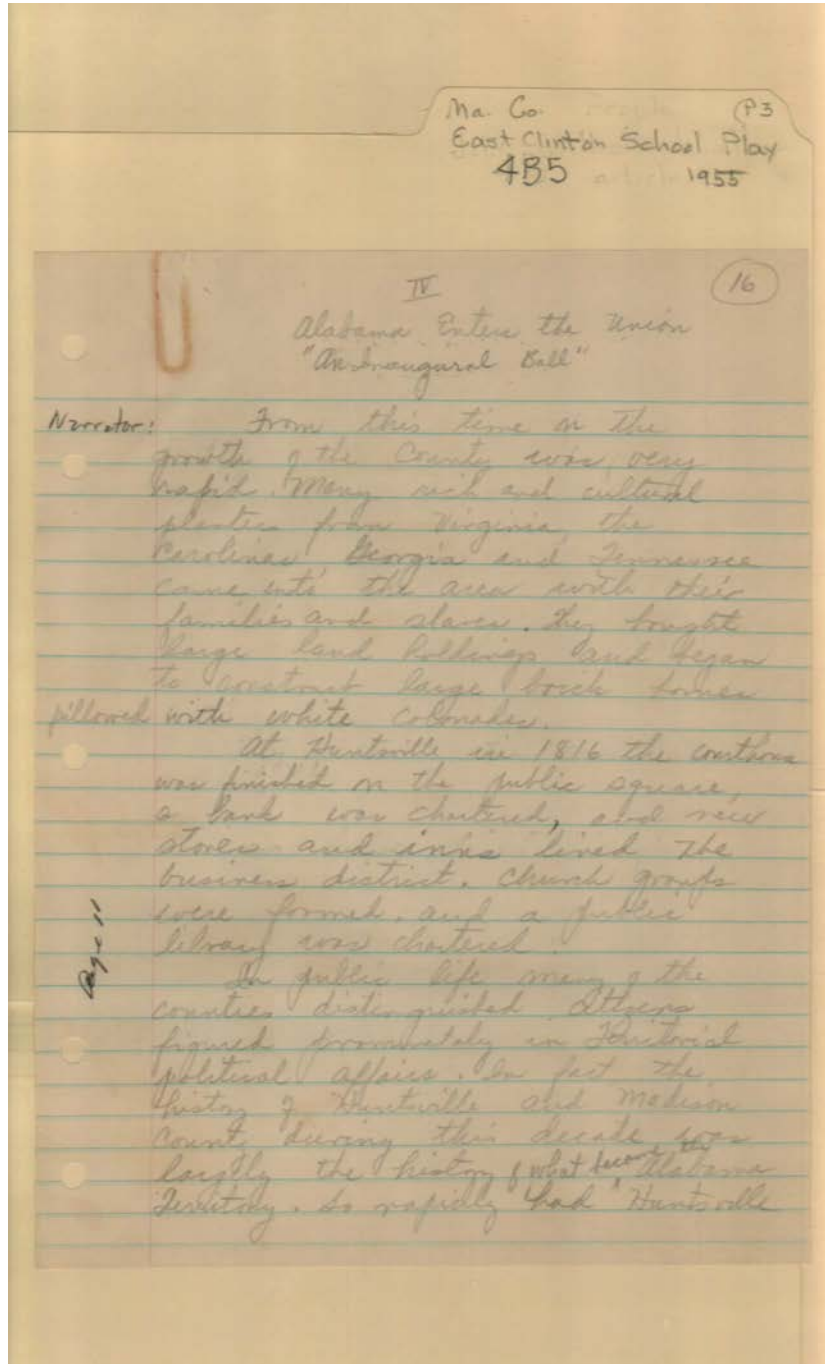 Ma. Co. P3
East Clinton School Play
4B5 1955
IV 16
Alabama Enters the Union
"An Inaugural Ball"
Narrator: From this time on the
growth of the County was very
rapid. Many rich and cultural
planters from Virginia, the
Carolinas, Georgia and Tennessee
came into the area with their
families and slaves. They bought
large land holdings and began
to construct large brick homes
pillowed with white colonades.
At Huntsville in 1816 the courthouse
was finished on the public square,
a bank was chartered, and new
stores and inns lined the
business district. Church groups
were formed, and a public
library was chartered.
Page 11
In public life many of the
counties distinguished citizens
figured prominately in Territorial
political affairs. In fact the
history of Huntsville and Madison
County during this decade was
largly the history of what became the Alabama
Territory. So rapidly had Huntsville